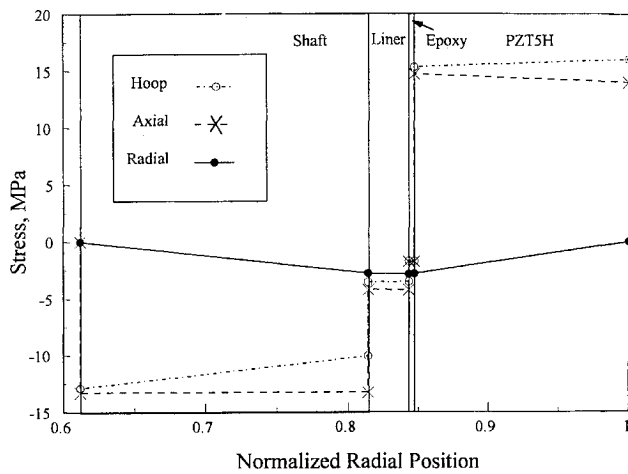 20
15
10
5
0
-5
-10
-15
Stress, MPa
Shaft
Liner
Epoxy
PZT5H
Hoop
Axial
Radial
0.6
0.7
0.8
0.9
1
Normalized Radial Position